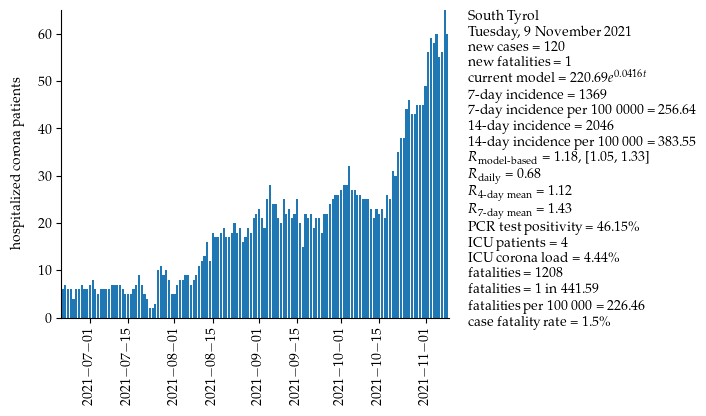 hospitalized corona patients
60
50
40
30
20
10
0
2021−07−01
2021−07−15
2021−08−01
2021−08−15
2021−09−01
2021−09−15
2021−10−01
2021−10−15
2021−11−01
South Tyrol
Tuesday, 9 November 2021
new cases = 120
new fatalities = 1
current model = 220.69e^0.0416t
7-day incidence = 1369
7-day incidence per 100 0000 = 256.64
14-day incidence = 2046
14-day incidence per 100 000 = 383.55
R model-based = 1.18, [1.05, 1.33]
R daily = 0.68
R 4-day mean = 1.12
R 7-day mean = 1.43
PCR test positivity = 46.15%
ICU patients = 4
ICU corona load = 4.44%
fatalities = 1208
fatalities = 1 in 441.59
fatalities per 100 000 = 226.46
case fatality rate = 1.5%